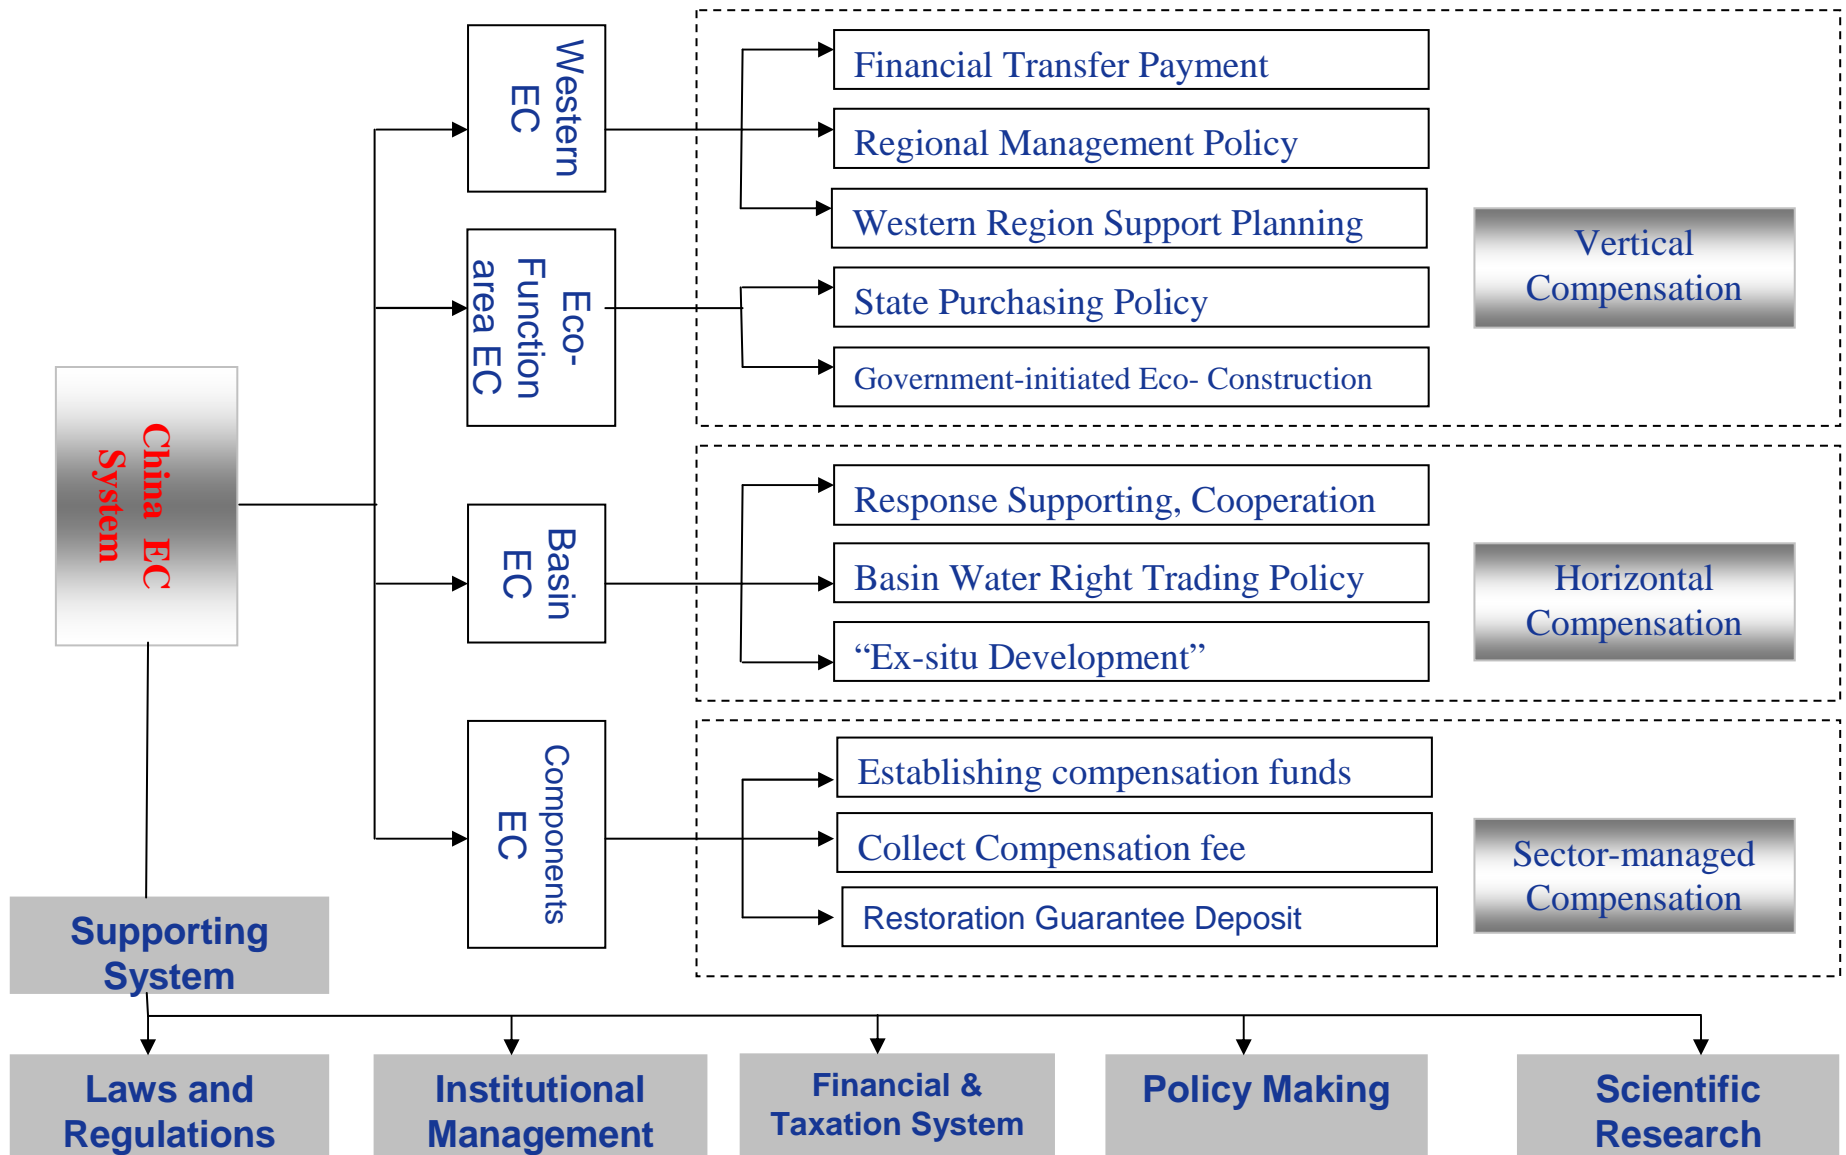 China EC
System
Western
EC
Financial Transfer Payment
Regional Management Policy
Western Region Support Planning
Eco-
Function
area EC
State Purchasing Policy
Government-initiated Eco- Construction
Vertical
Compensation
Basin
EC
Response Supporting, Cooperation
Basin Water Right Trading Policy
“Ex-situ Development”
Horizontal
Compensation
Components
EC
Establishing compensation funds
Collect Compensation fee
Restoration Guarantee Deposit
Sector-managed
Compensation
Supporting
System
Laws and
Regulations
Institutional
Management
Financial &
Taxation System
Policy Making
Scientific
Research